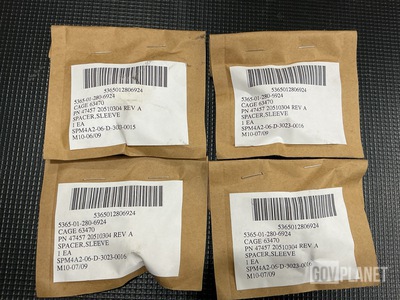 5365012806924
5365-01-280-6924
CAGE 63470
PN 47457 20510304 REV A
SPACER,SLEEVE
1 EA
SPM4A2-06-D-303-0015
M10-06/09
5365012806924
5365-01-280-6924
CAGE 63470
PN 47457 20510304 REV A
SPACER,SLEEVE
1 EA
SPM4A2-06-D-3023-0016
M10-07/09
5365012806924
5365-01-280-6924
CAGE 63470
PN 47457 20510304 REV A
SPACER,SLEEVE
1 EA
SPM4A2-06-D-3023-0016
M10-07/09
5365012806924
5365-01-280-6924
CAGE 63470
PN 47457 20510304 REV A
SPACER,SLEEVE
1 EA
SPM4A2-06-D-3023-0016
M10-07/09
GOVPLANET